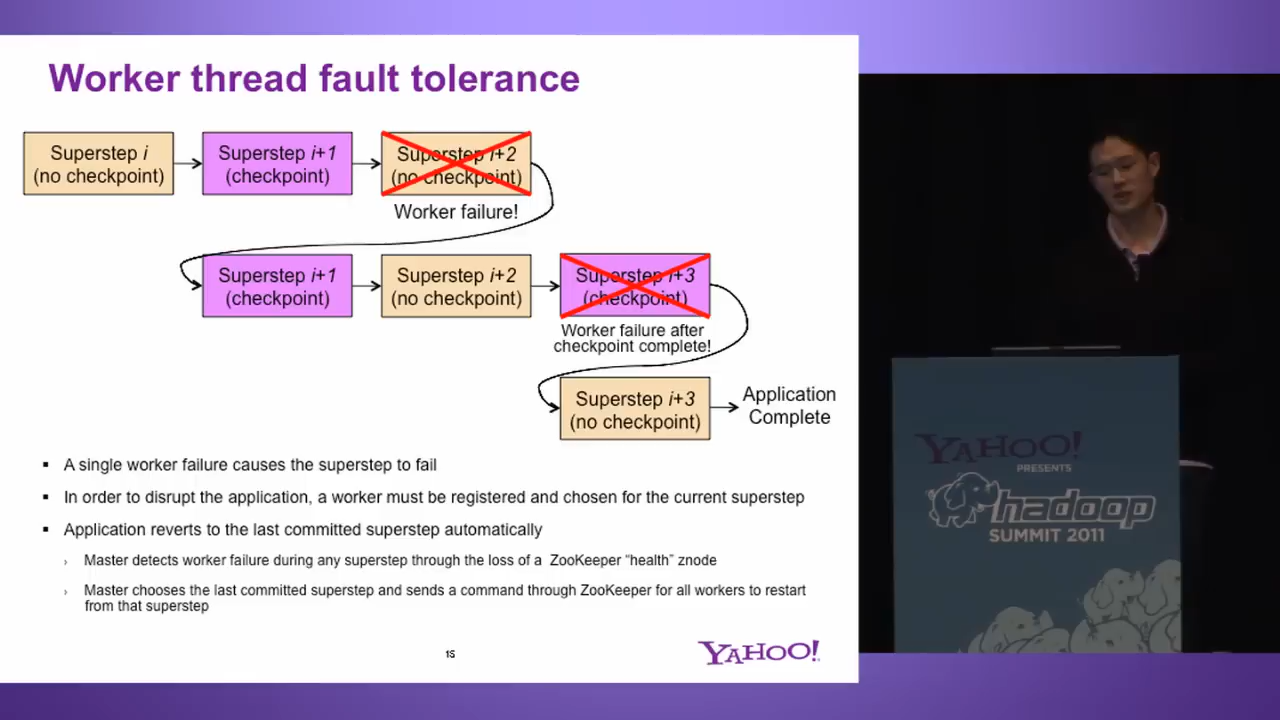 Worker thread fault tolerance
Superstep i
(no checkpoint)
Superstep i+1
(checkpoint)
Superstep i+2
(no checkpoint)
Worker failure!
Superstep i+1
(checkpoint)
Superstep i+2
(no checkpoint)
Superstep i+3
(checkpoint)
Worker failure after
checkpoint complete!
Superstep i+3
(no checkpoint)
Application
Complete
▪ A single worker failure causes the superstep to fail
▪ In order to disrupt the application, a worker must be registered and chosen for the current superstep
▪ Application reverts to the last committed superstep automatically
› Master detects worker failure during any superstep through the loss of a ZooKeeper “health” znode
› Master chooses the last committed superstep and sends a command through ZooKeeper for all workers to restart
from that superstep
15
YAHOO!
YAHOO!
PRESENTS
hadoop
SUMMIT 2011